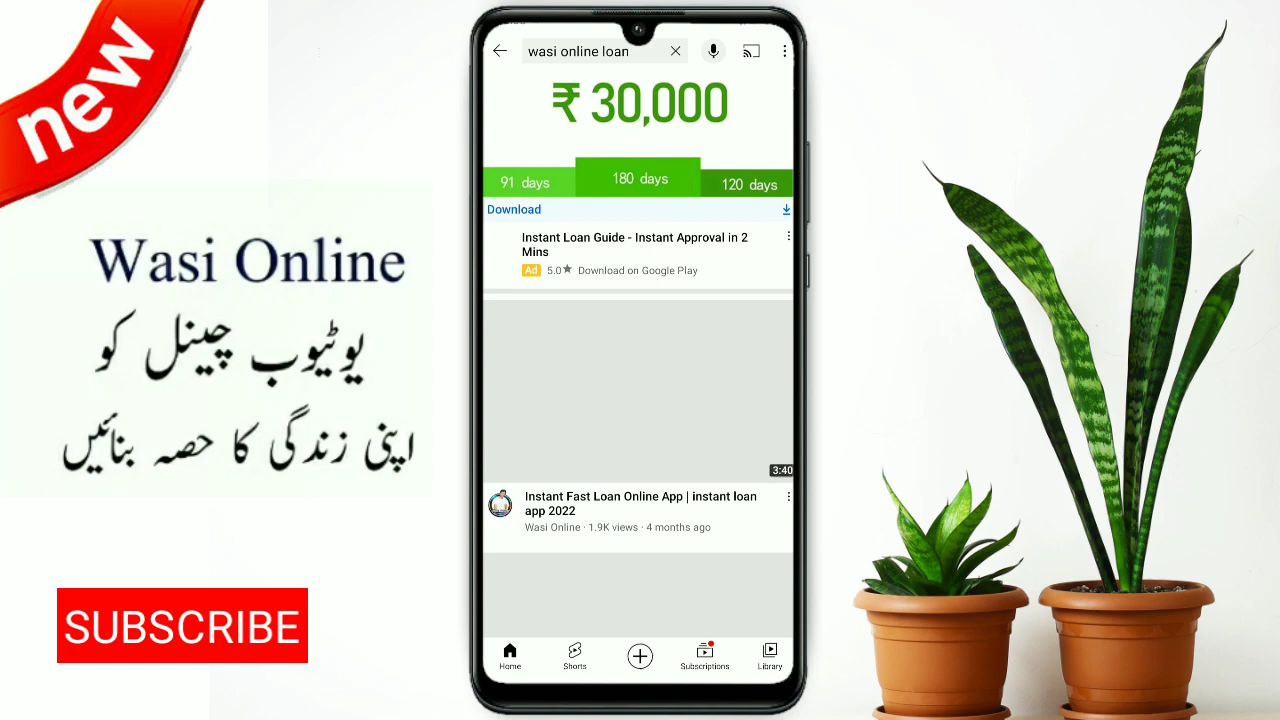 new
Wasi Online
یوٹیوب چینل کو
اپنی زندگی کا حصہ بنائیں
SUBSCRIBE
wasi online loan
₹ 30,000
91 days
180 days
120 days
Download
Instant Loan Guide - Instant Approval in 2
Mins
Ad 5.0★ Download on Google Play
3:40
Instant Fast Loan Online App | instant loan
app 2022
Wasi Online · 1.9K views · 4 months ago
Home
Shorts
Subscriptions
Library